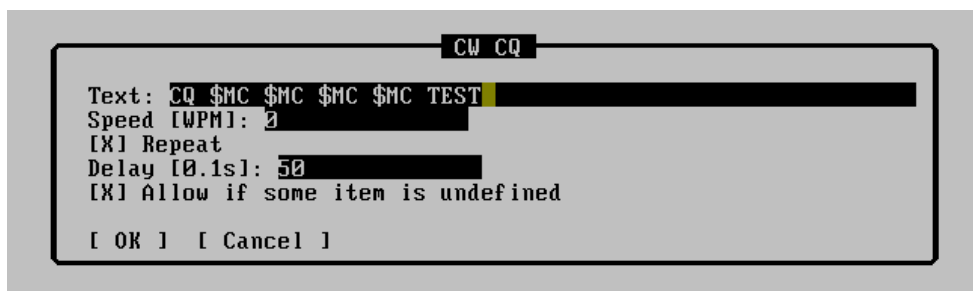 CW CQ
Text: CQ $MC $MC $MC $MC TEST
Speed [WPM]: 0
[X] Repeat
Delay [0.1s]: 50
[X] Allow if some item is undefined
[ OK ] [ Cancel ]